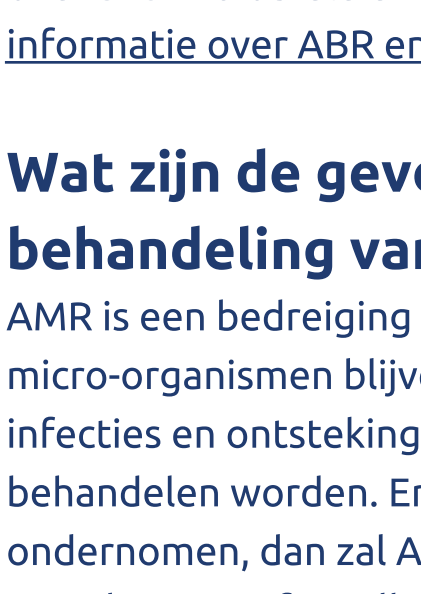 informatie over ABR en
Wat zijn de gev
behandeling van
AMR is een bedreiging
micro-organismen blijv
infecties en ontsteking
behandelen worden. En
ondernomen, dan zal A